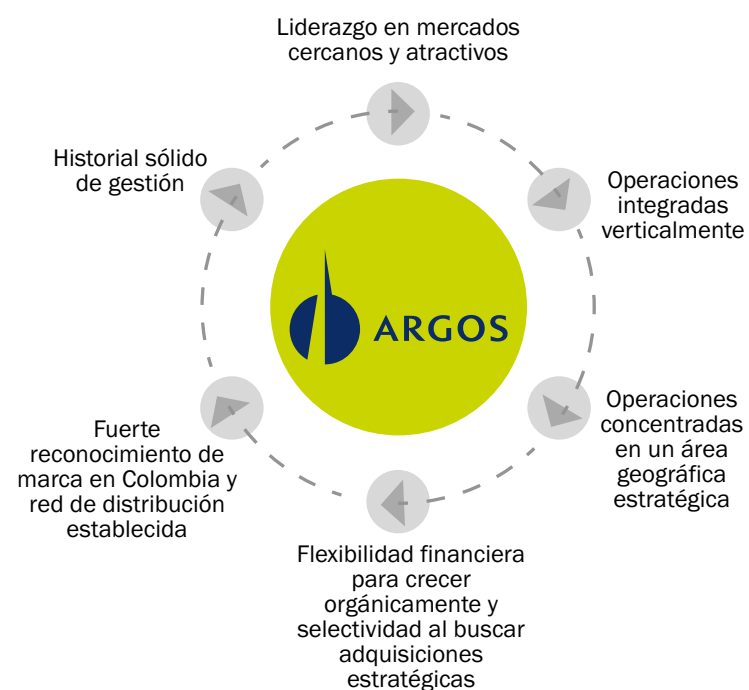 Liderazgo en mercados
cercanos y atractivos
Operaciones
integradas
verticalmente
Operaciones
concentradas
en un área
geográfica
estratégica
Flexibilidad financiera
para crecer
orgánicamente y
selectividad al buscar
adquisiciones
estratégicas
Fuerte
reconocimiento de
marca en Colombia y
red de distribución
establecida
Historial sólido
de gestión
ARGOS